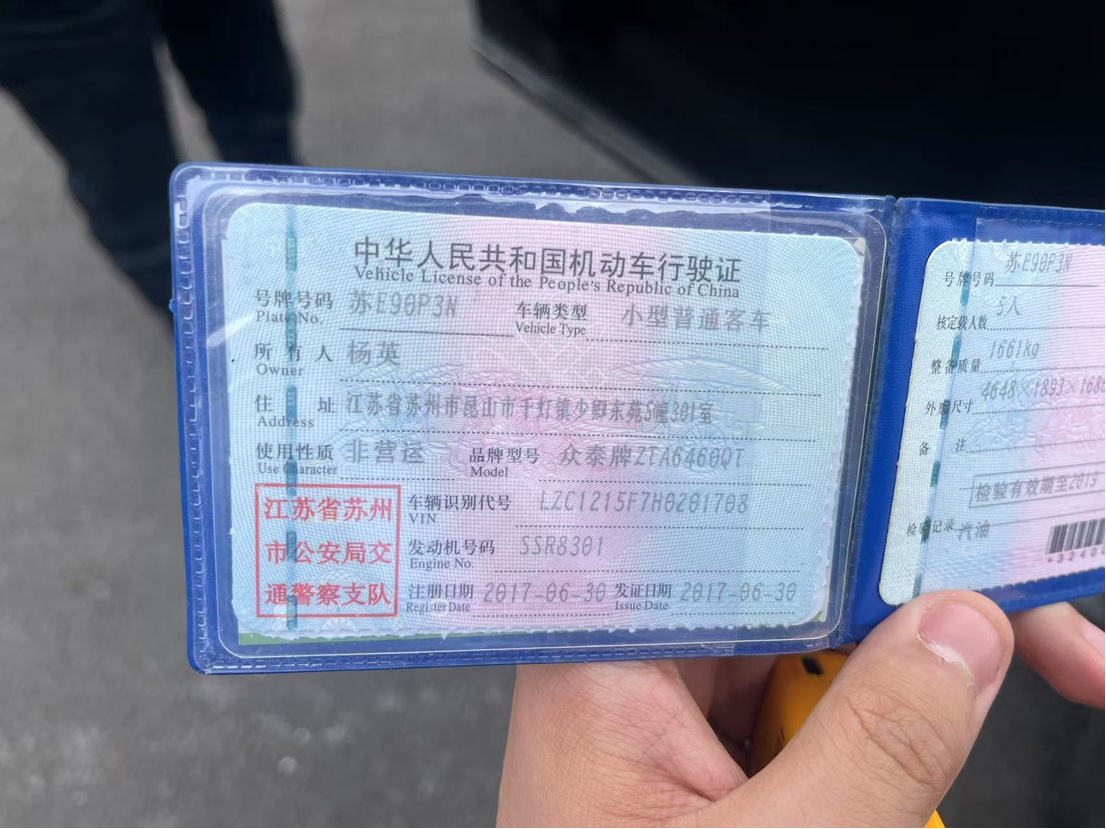 中华人民共和国机动车行驶证
Vehicle License of the People's Republic of China
号牌号码 苏E90P3N 车辆类型 小型普通客车
Plate No. Vehicle Type
所有人 杨英
Owner
住址 江苏省苏州市昆山市千灯镇少卿东苑5幢301室
Address
使用性质 非营运 品牌型号 众泰牌ZTA6460QT
Use Character Model
江苏省苏州
市公安局交
通警察支队
车辆识别代号 LZC1215F7H0201708
VIN
发动机号码 SSR8301
Engine No.
注册日期 2017-06-30 发证日期 2017-06-30
Register Date Issue Date
号牌号码 苏E90P3N
核定载人数 5人
整备质量 1661kg
外廓尺寸 4648×1893×168
备注
检验有效期至2019
检验记录 汽油